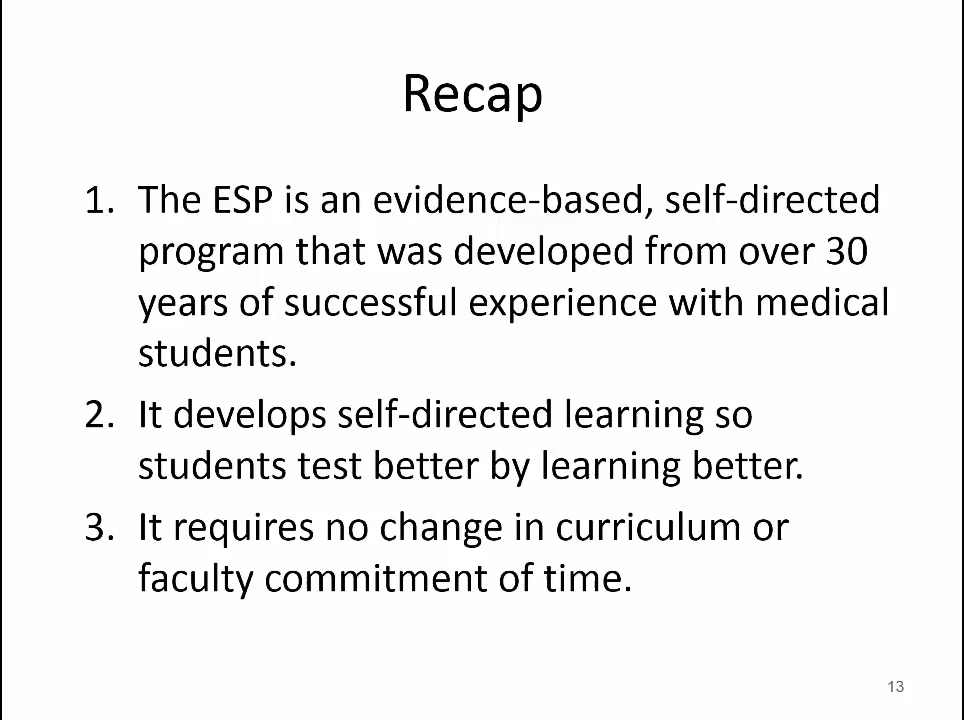 Recap
1. The ESP is an evidence-based, self-directed
program that was developed from over 30
years of successful experience with medical
students.
2. It develops self-directed learning so
students test better by learning better.
3. It requires no change in curriculum or
faculty commitment of time.
13